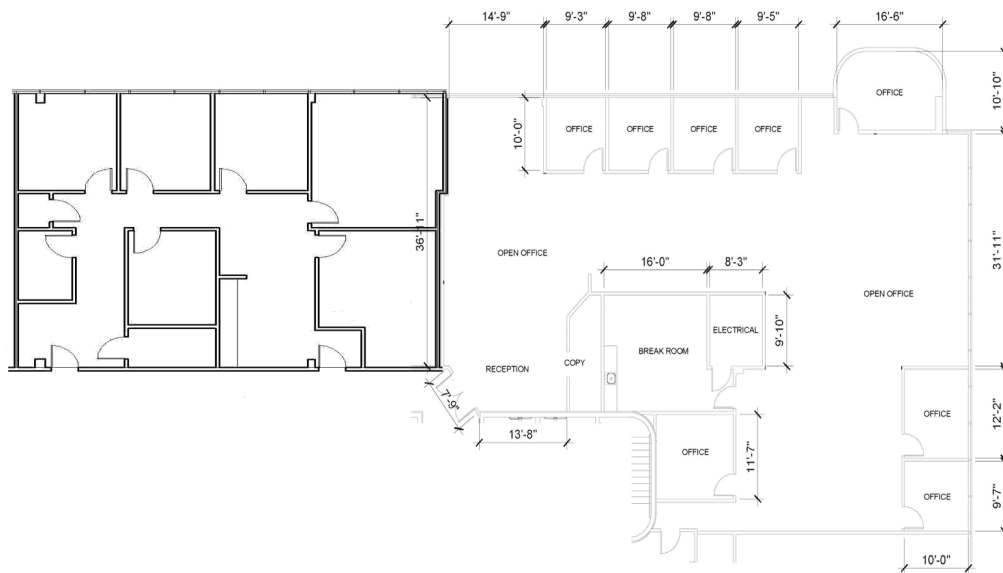 14'-9"
9'-3"
9'-8"
9'-8"
9'-5"
16'-6"
10'-10"
OFFICE
10'-0"
OFFICE
OFFICE
OFFICE
OFFICE
36'-11"
31'-11"
OPEN OFFICE
16'-0"
8'-3"
OPEN OFFICE
ELECTRICAL
9'-10"
BREAK ROOM
COPY
RECEPTION
7'-9"
13'-8"
OFFICE
11'-7"
OFFICE
12'-2"
OFFICE
9'-7"
10'-0"